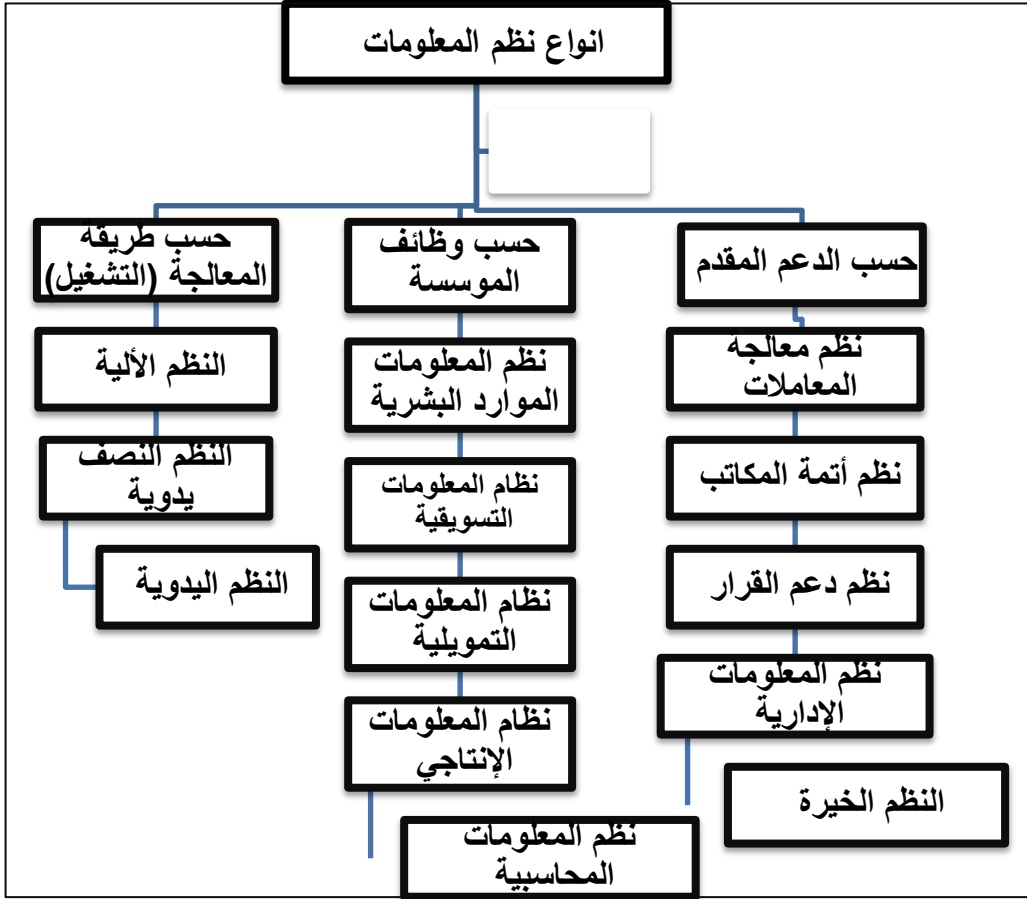 انواع نظم المعلومات
حسب الدعم المقدم
نظم معالجة
المعاملات
نظم أتمة المكاتب
نظم دعم القرار
نظم المعلومات
الإدارية
النظم الخيرة
حسب وظائف
الموسسة
نظم المعلومات
الموارد البشرية
نظام المعلومات
التسويقية
نظام المعلومات
التمويلية
نظام المعلومات
الإنتاجي
نظم المعلومات
المحاسبية
حسب طريقة
المعالجة (التشغيل)
النظم الألية
النظم النصف
يدوية
النظم اليدوية